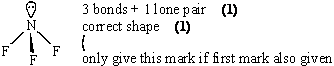 3 bonds + 1 lone pair (1)
correct shape (1)
(
only give this mark if first mark also given
N
F F F